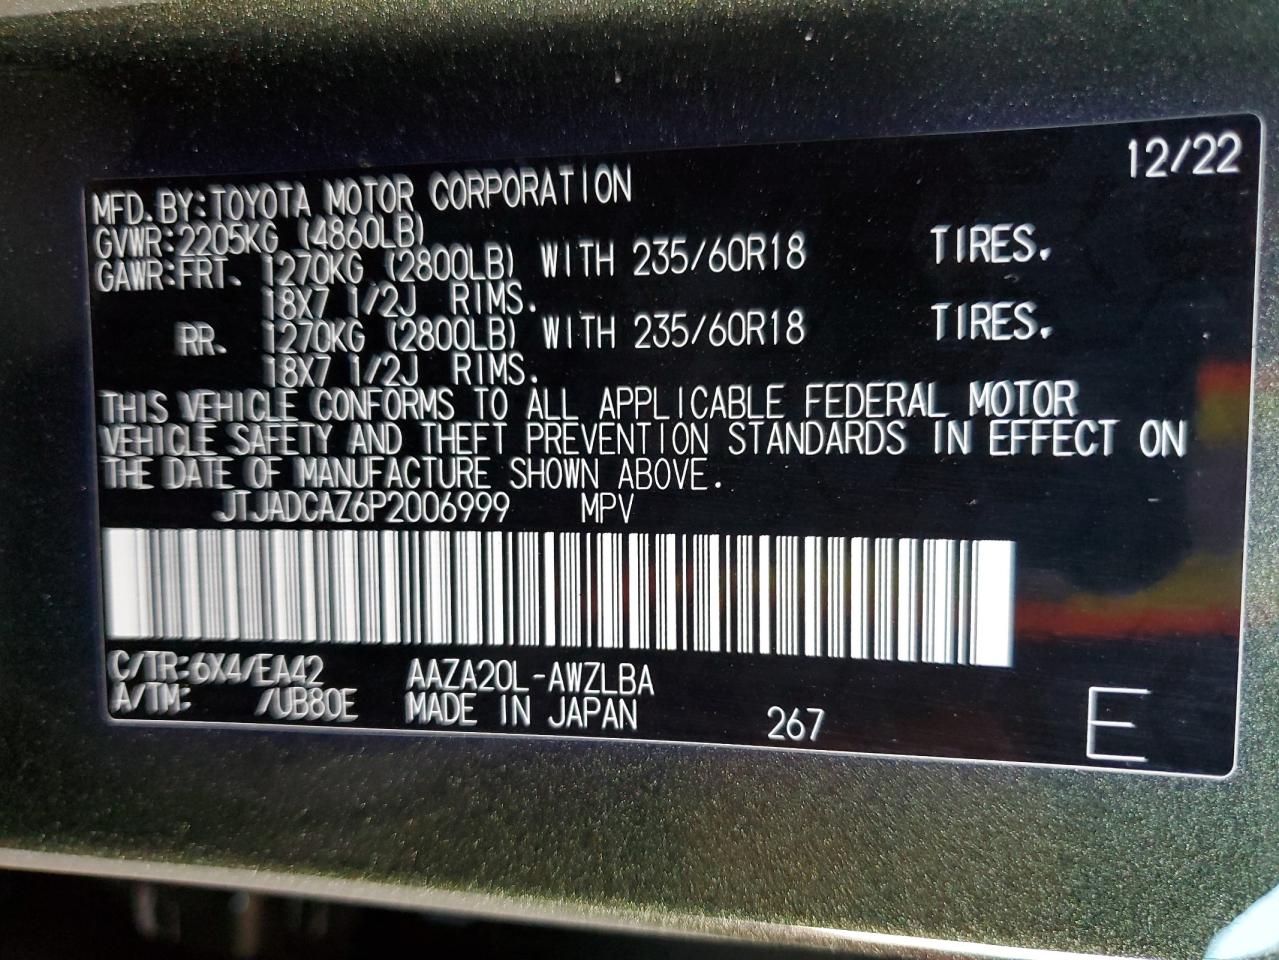 12/22
MFD.BY:TOYOTA MOTOR CORPORATION
GVWR:2205KG (4860LB)
GAWR:FRT. 1270KG (2800LB) WITH 235/60R18 TIRES.
18X7 1/2J RIMS.
RR. 1270KG (2800LB) WITH 235/60R18 TIRES.
18X7 1/2J RIMS.
THIS VEHICLE CONFORMS TO ALL APPLICABLE FEDERAL MOTOR
VEHICLE SAFETY AND THEFT PREVENTION STANDARDS IN EFFECT ON
THE DATE OF MANUFACTURE SHOWN ABOVE.
JTJADCAZ6P2006999 MPV
C/TR:6X4/EA42 AAZA20L-AWZLBA
A/TM: /UB80E MADE IN JAPAN 267 E